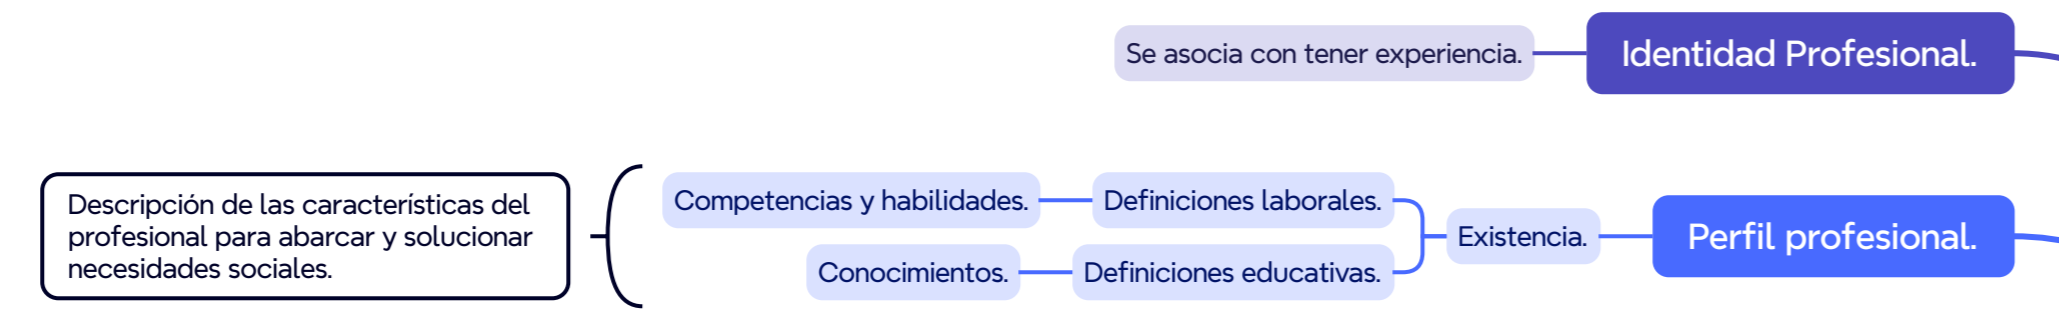 Se asocia con tener experiencia.
Identidad Profesional.
Descripción de las características del
profesional para abarcar y solucionar
necesidades sociales.
Competencias y habilidades.
Definiciones laborales.
Conocimientos.
Definiciones educativas.
Existencia.
Perfil profesional.